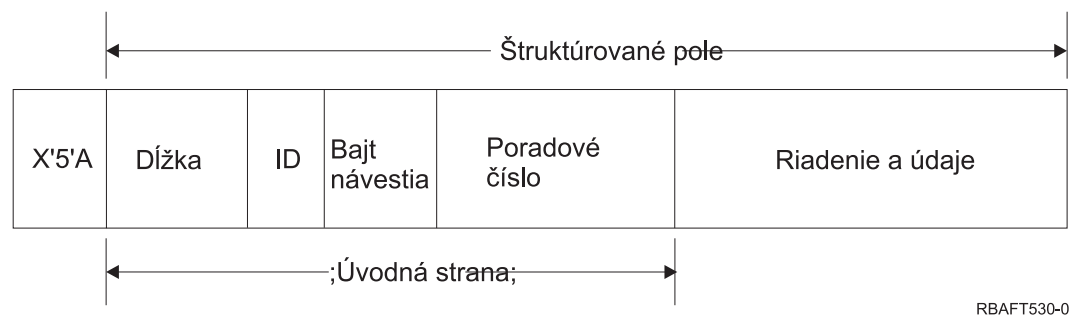 Štruktúrované pole
X'5'A
Dĺžka
ID
Bajt
návestia
Poradové
číslo
Riadenie a údaje
;Úvodná strana;
RBAFT530-0